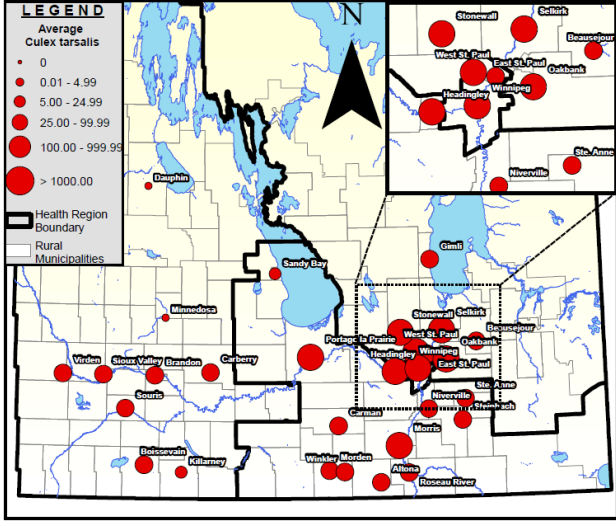 LEGEND
Average
Culex tarsalis
0
0.01 - 4.99
5.00 - 24.99
25.00 - 99.99
100.00 - 999.99
> 1000.00
Health Region
Boundary
Rural
Municipalities
N
Stonewall
Selkirk
Beausejour
West St. Paul
East St. Paul
Oakbank
Headingley
Winnipeg
Ste. Anne
Niverville
Dauphin
Gimli
Sandy Bay
Minnedosa
Stonewall
Selkirk
Beausejour
Portage la Prairie
West St. Paul
Oakbank
Headingley
Winnipeg
East St. Paul
Virden
Sioux Valley
Brandon
Carberry
Souris
Ste. Anne
Niverville
Steinbach
Carman
Morris
Boissevain
Killarney
Winkler
Morden
Altona
Roseau River